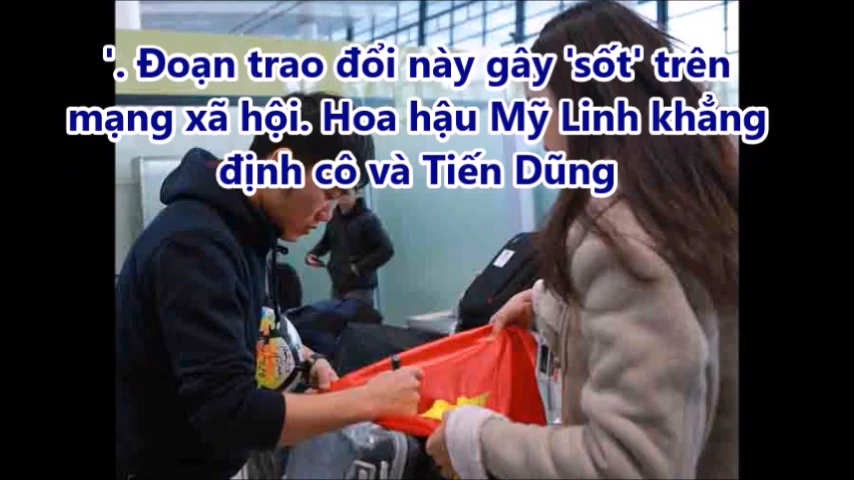 '. Đoạn trao đổi này gây 'sốt' trên
mạng xã hội. Hoa hậu Mỹ Linh khẳng
định cô và Tiến Dũng